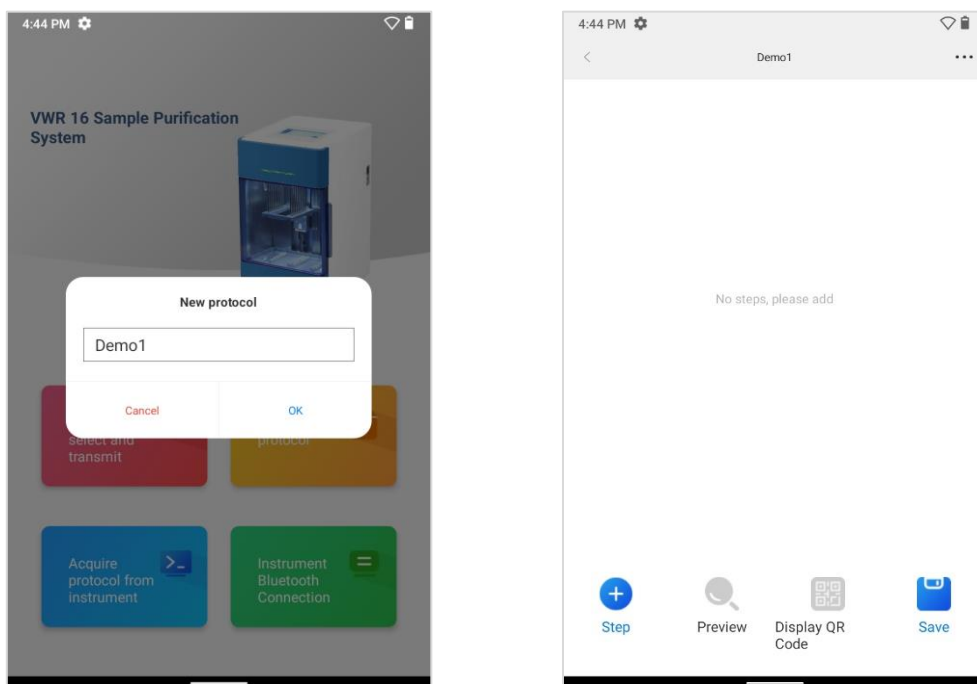 4:44 PM
VWR 16 Sample Purification
System
New protocol
Demo1
Cancel
OK
select and
transmit
protocol
Acquire
protocol from
instrument
Instrument
Bluetooth
Connection
4:44 PM
Demo1
No steps, please add
Step
Preview
Display QR
Code
Save